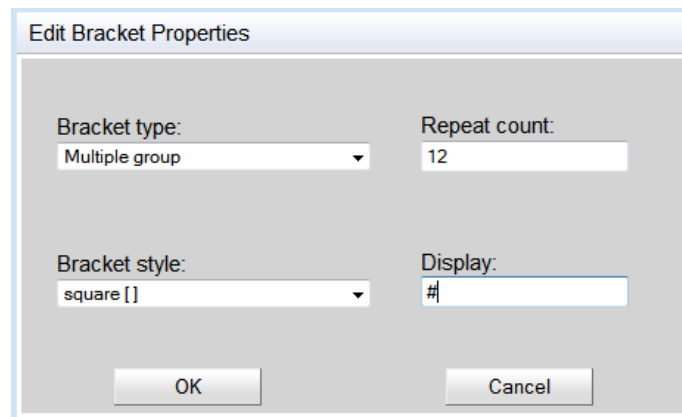 Edit Bracket Properties
Bracket type: Repeat count:
Multiple group 12
Bracket style: Display:
square [ ] #
OK Cancel